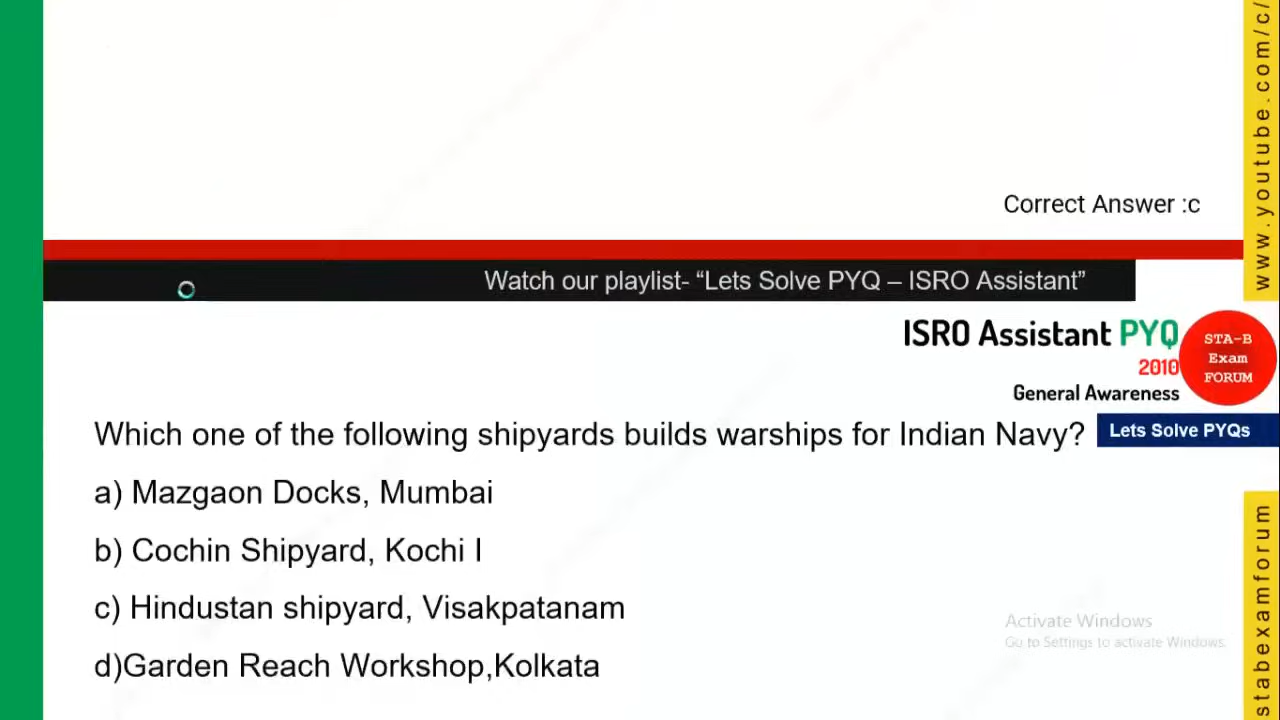 Correct Answer :c
www.youtube.com/c/
Watch our playlist- “Lets Solve PYQ – ISRO Assistant”
ISRO Assistant PYQ
2010
General Awareness
STA-B
Exam
FORUM
Lets Solve PYQs
Which one of the following shipyards builds warships for Indian Navy?
a) Mazgaon Docks, Mumbai
b) Cochin Shipyard, Kochi I
c) Hindustan shipyard, Visakpatanam
d)Garden Reach Workshop,Kolkata
Activate Windows
Go to Settings to activate Windows.
stabexamforum